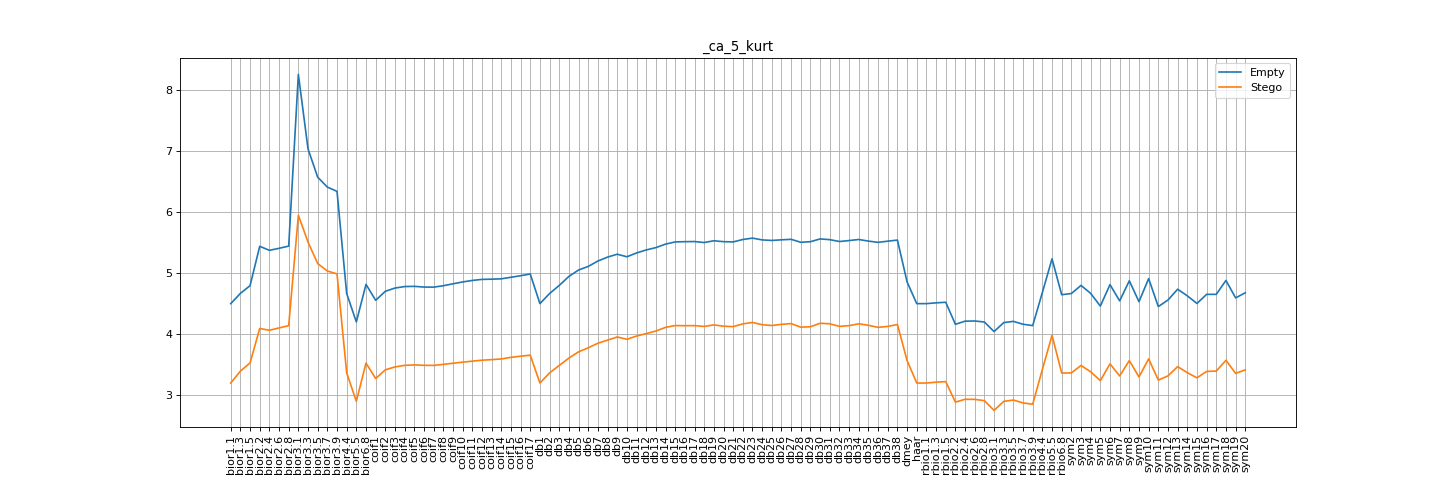 _ca_5_kurt
Empty
Stego
8
7
6
5
4
3
bior1.1
bior1.3
bior1.5
bior2.2
bior2.4
bior2.6
bior2.8
bior3.1
bior3.3
bior3.5
bior3.7
bior3.9
bior4.4
bior5.5
bior6.8
coif1
coif2
coif3
coif4
coif5
coif6
coif7
coif8
coif9
coif10
coif11
coif12
coif13
coif14
coif15
coif16
coif17
db1
db2
db3
db4
db5
db6
db7
db8
db9
db10
db11
db12
db13
db14
db15
db16
db17
db18
db19
db20
db21
db22
db23
db24
db25
db26
db27
db28
db29
db30
db31
db32
db33
db34
db35
db36
db37
db38
dmey
haar
rbio1.1
rbio1.3
rbio1.5
rbio2.2
rbio2.4
rbio2.6
rbio2.8
rbio3.1
rbio3.3
rbio3.5
rbio3.7
rbio3.9
rbio4.4
rbio5.5
rbio6.8
sym2
sym3
sym4
sym5
sym6
sym7
sym8
sym9
sym10
sym11
sym12
sym13
sym14
sym15
sym16
sym17
sym18
sym19
sym20